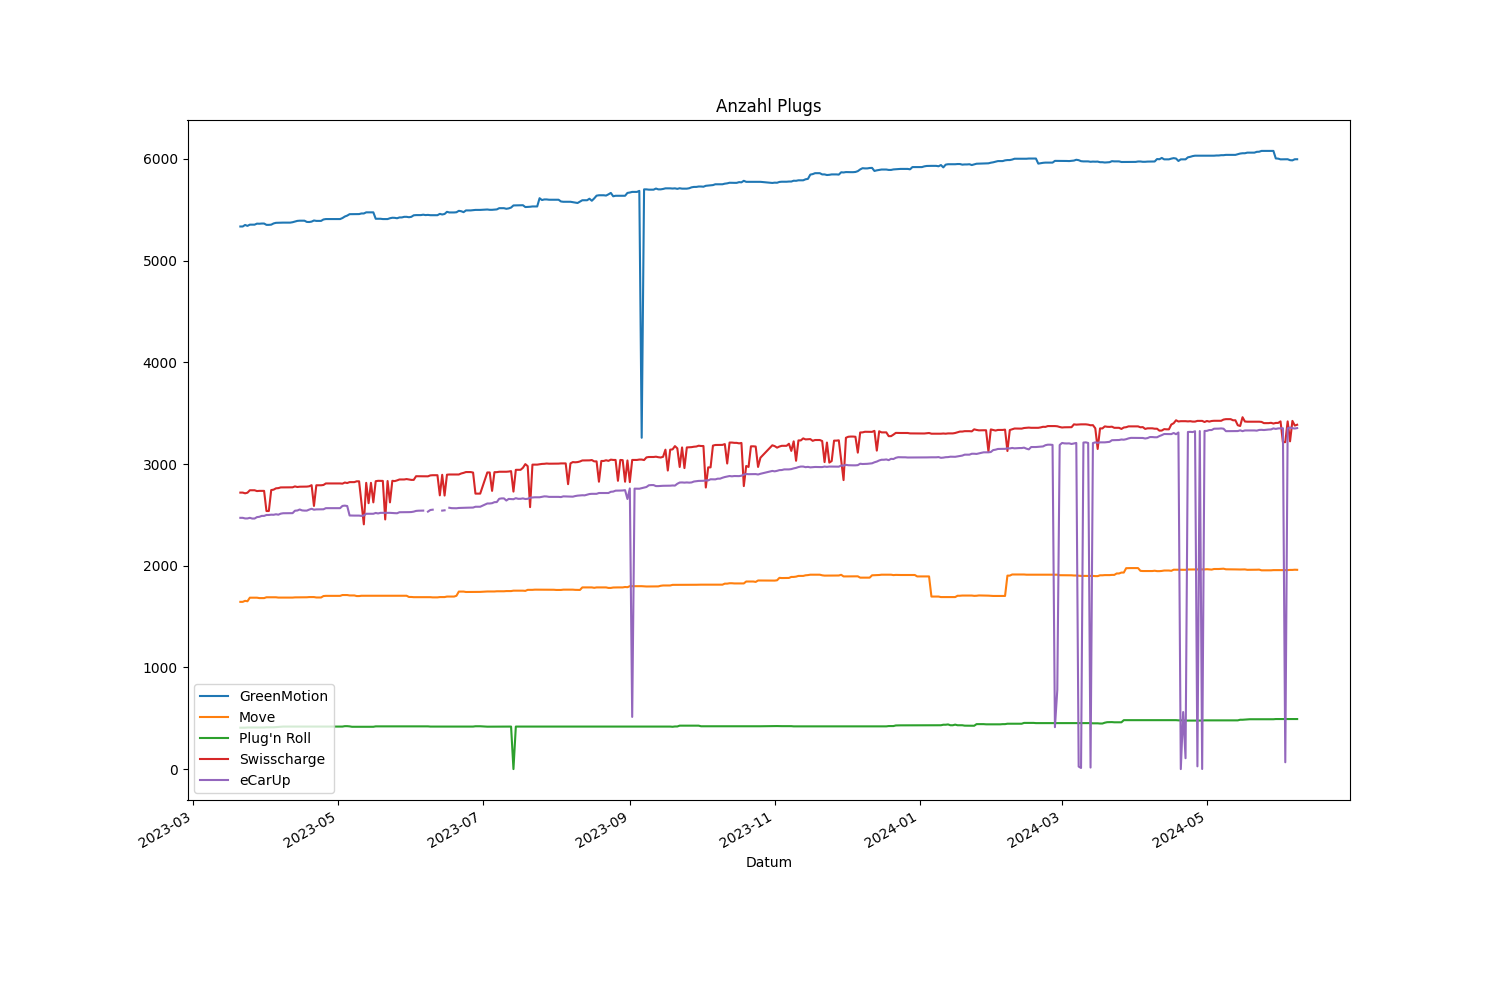 Anzahl Plugs
6000
5000
4000
3000
2000
1000
0
GreenMotion
Move
Plug'n Roll
Swisscharge
eCarUp
2023-03
2023-05
2023-07
2023-09
2023-11
2024-01
2024-03
2024-05
Datum